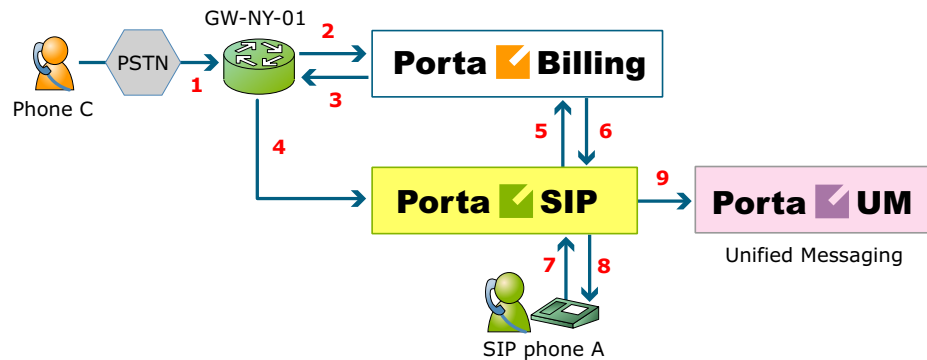 GW-NY-01
PSTN
Phone C
1
2
3
Porta Billing
4
5
6
Porta SIP
9
Porta UM
Unified Messaging
7
8
SIP phone A